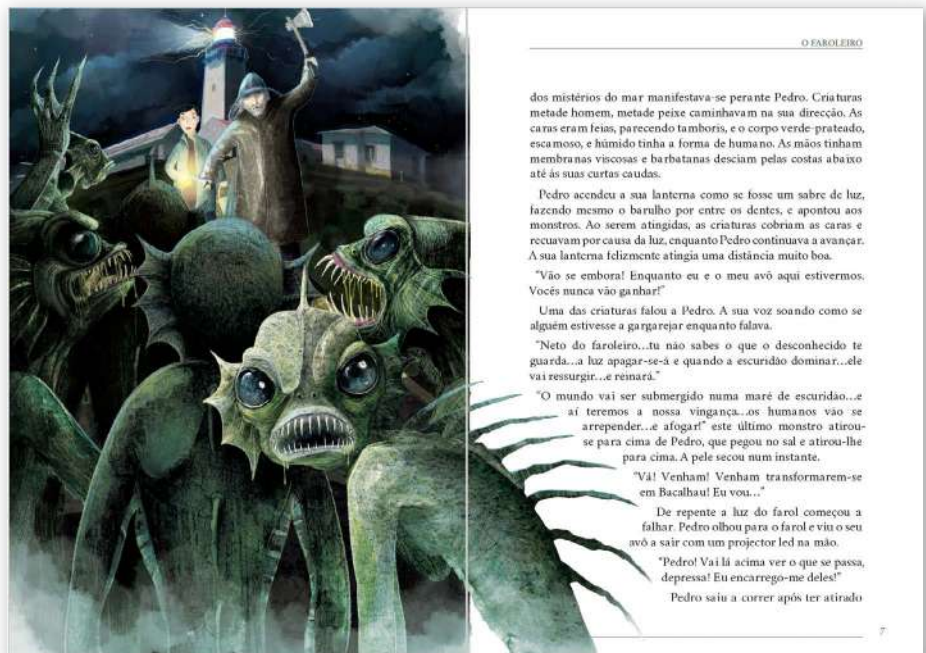 O FAROLEIRO
dos mistérios do mar manifestava-se perante Pedro. Criaturas
metade homem, metade peixe caminhavam na sua direcção. As
caras eram feias, parecendo tamboris, e o corpo verde-prateado,
escamoso, e húmido tinha a forma de humano. As mãos tinham
membranas viscosas e barbatanas desciam pelas costas abaixo
até ás suas curtas caudas.
Pedro acendeu a sua lanterna como se fosse um sabre de luz,
fazendo mesmo o barulho por entre os dentes, e apontou aos
monstros. Ao serem atingidas, as criaturas cobriam as caras e
recuavam por causa da luz, enquanto Pedro continuava a avançar.
A sua lanterna felizmente atingia uma distância muito boa.
"Vão se embora! Enquanto eu e o meu avô aqui estivermos.
Vocês nunca vão ganhar!"
Uma das criaturas falou a Pedro. A sua voz soando como se
alguém estivesse a gargarejar enquanto falava.
"Neto do faroleiro...tu não sabes o que o desconhecido te
guarda...a luz apagar-se-á e quando a escuridão dominar...ele
vai ressurgir...e reinará."
"O mundo vai ser submergido numa maré de escuridão...e
aí teremos a nossa vingança...os humanos vão se
arrepender...e afogar!" este último monstro atirou-
se para cima de Pedro, que pegou no sal e atirou-lhe
para cima. A pele secou num instante.
"Vá! Venham! Venham transformarem-se
em Bacalhau! Eu vou..."
De repente a luz do farol começou a
falhar. Pedro olhou para o farol e viu o seu
avô a sair com um projector led na mão.
"Pedro! Vai lá acima ver o que se passa,
depressa! Eu encarrego-me deles!"
Pedro saiu a correr após ter atirado
7